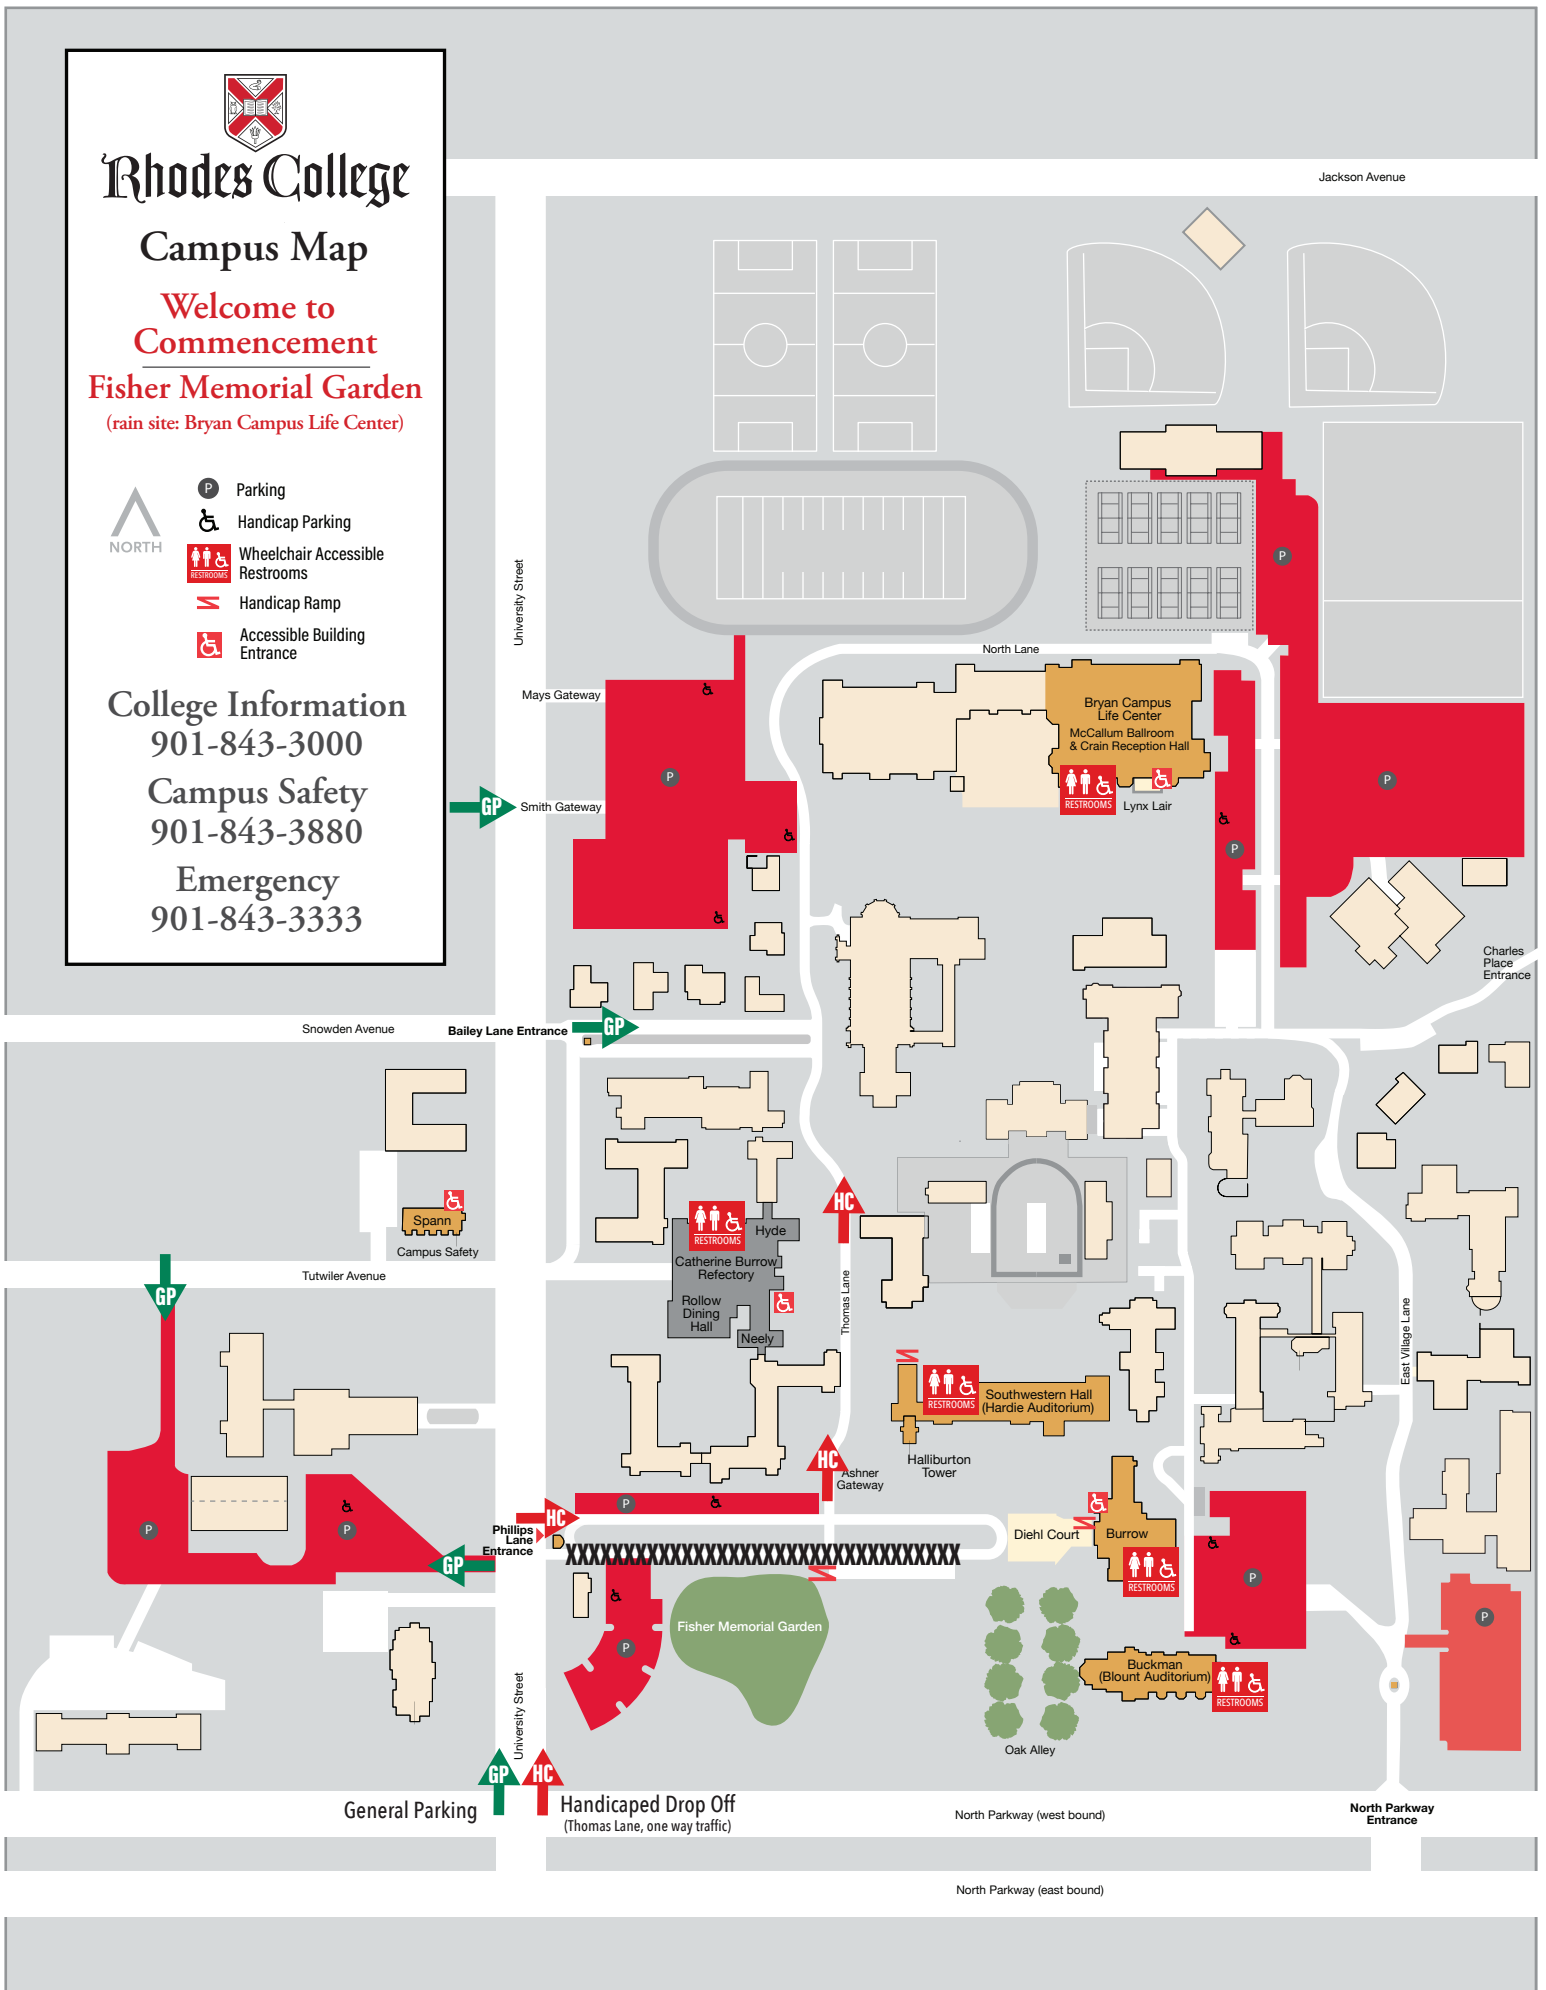 Rhodes College
Campus Map
Welcome to
Commencement
Fisher Memorial Garden
(rain site: Bryan Campus Life Center)
NORTH
P
Parking
Handicap Parking
RESTROOMS
Wheelchair Accessible
Restrooms
Handicap Ramp
Accessible Building
Entrance
College Information
901-843-3000
Campus Safety
901-843-3880
Emergency
901-843-3333
Jackson Avenue
University Street
P
North Lane
Mays Gateway
Bryan Campus
Life Center
McCallum Ballroom
& Crain Reception Hall
P
P
RESTROOMS
Lynx Lair
GP
Smith Gateway
P
Charles
Place
Entrance
Snowden Avenue
Bailey Lane Entrance
GP
Spann
Campus Safety
HC
RESTROOMS
Hyde
Catherine Burrow
Refectory
Rollow
Dining
Hall
Neely
Tutwiler Avenue
GP
Thomas Lane
East Village Lane
RESTROOMS
Southwestern Hall
(Hardie Auditorium)
Halliburton
Tower
HC
Ashner
Gateway
P
HC
Phillips
Lane
Entrance
P
P
GP
XXXXXXXXXXXXXXXXXXXXXXXXXXXXXXXXXXXXXXXXX
Diehl Court
Burrow
RESTROOMS
P
P
Fisher Memorial Garden
P
Buckman
(Blount Auditorium)
RESTROOMS
Oak Alley
University Street
GP
HC
General Parking
Handicaped Drop Off
(Thomas Lane, one way traffic)
North Parkway (west bound)
North Parkway
Entrance
North Parkway (east bound)